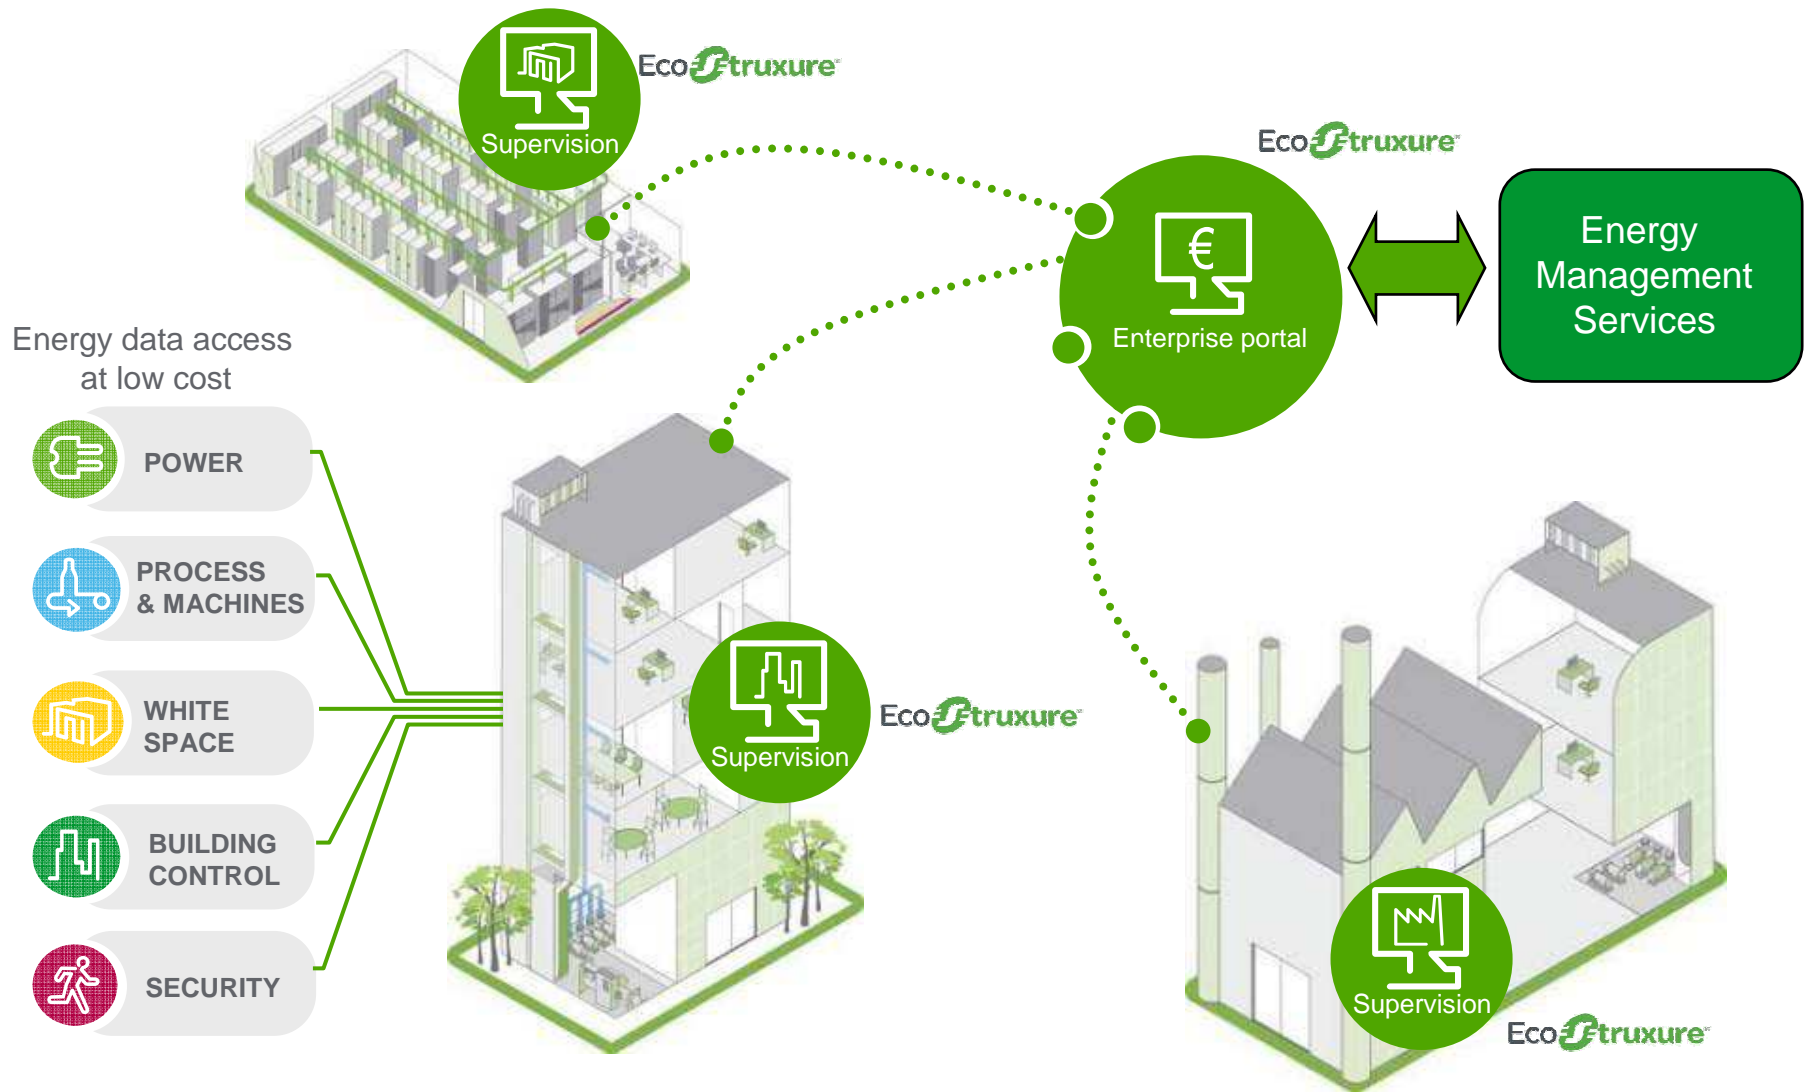 EcoStruxure
Supervision
EcoStruxure
Energy
Management
Services
€
Enterprise portal
Energy data access
at low cost
POWER
PROCESS
& MACHINES
WHITE
SPACE
BUILDING
CONTROL
SECURITY
EcoStruxure
Supervision
Supervision
EcoStruxure